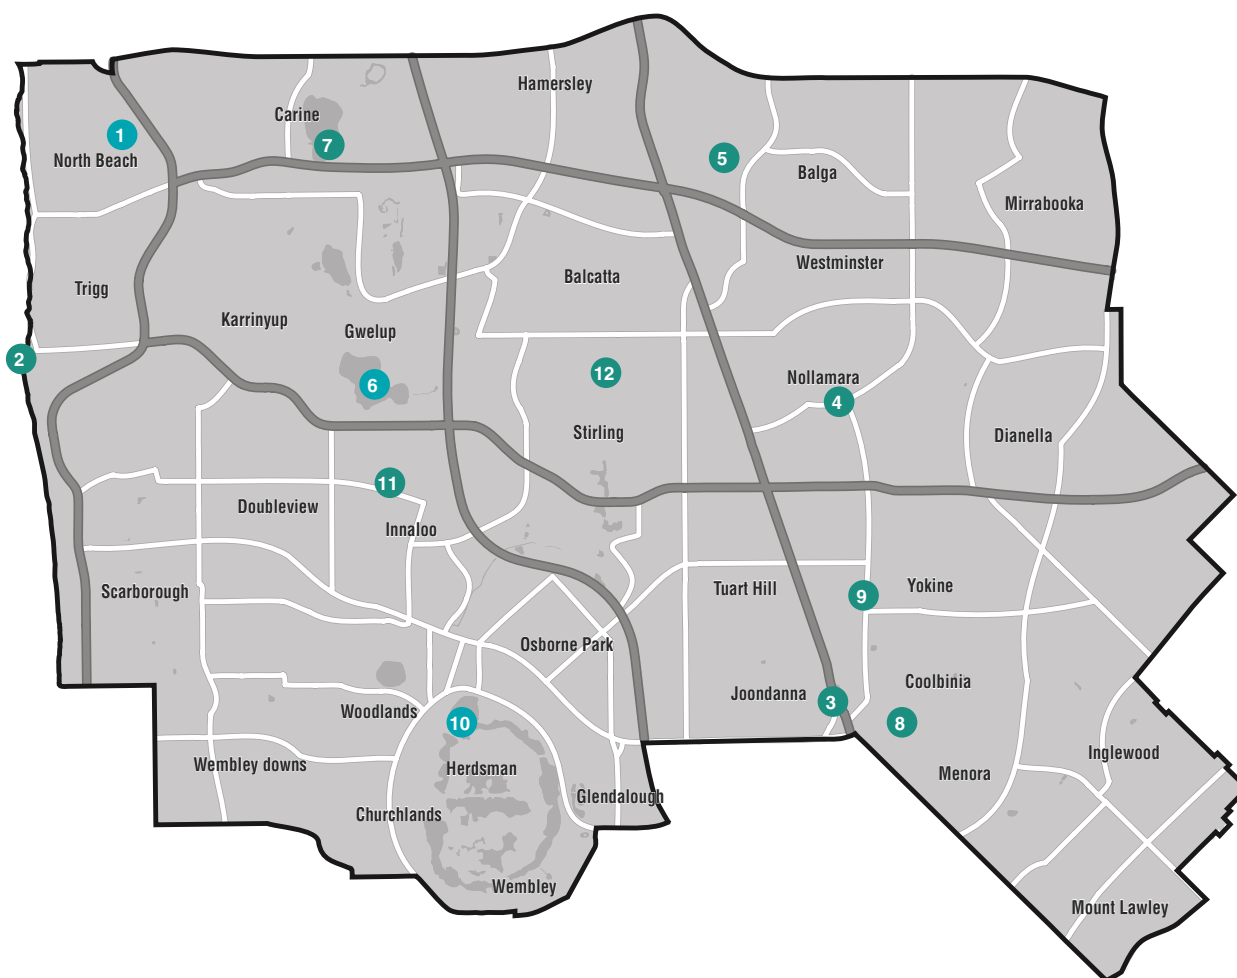 Hamersley
Carine
1
7
North Beach
5
Balga
Mirrabooka
Westminster
Balcatta
Trigg
Karrinyup
Gwelup
2
12
6
Nollamara
4
Stirling
Dianella
11
Doubleview
Innaloo
Scarborough
Tuart Hill
9
Yokine
Osborne Park
Coolbinia
Joondanna
3
Woodlands
10
8
Inglewood
Wembley downs
Herdsman
Menora
Glendalough
Churchlands
Wembley
Mount Lawley